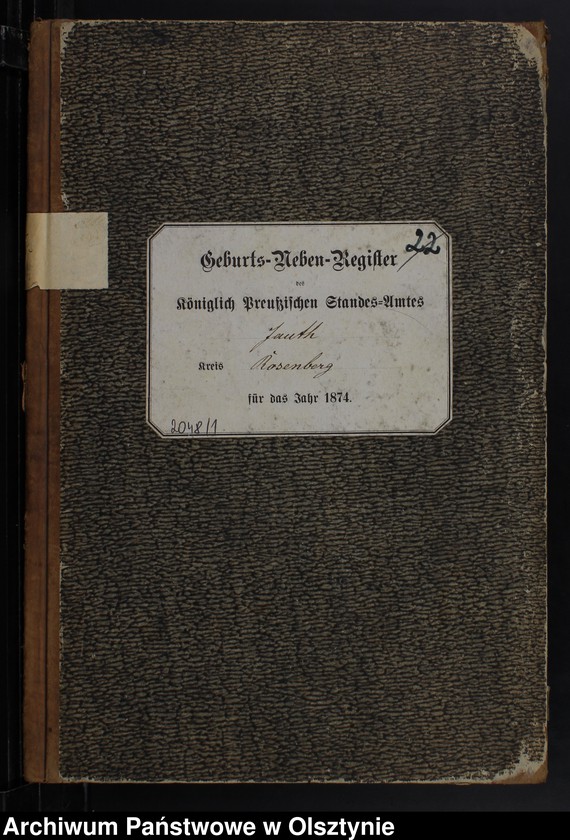 22
Geburts-Neben-Register
des
Königlich Preußischen Standes-Amtes
Jauth
Kreis Rosenberg
für das Jahr 1874.
2048/1
Archiwum Państwowe w Olsztynie